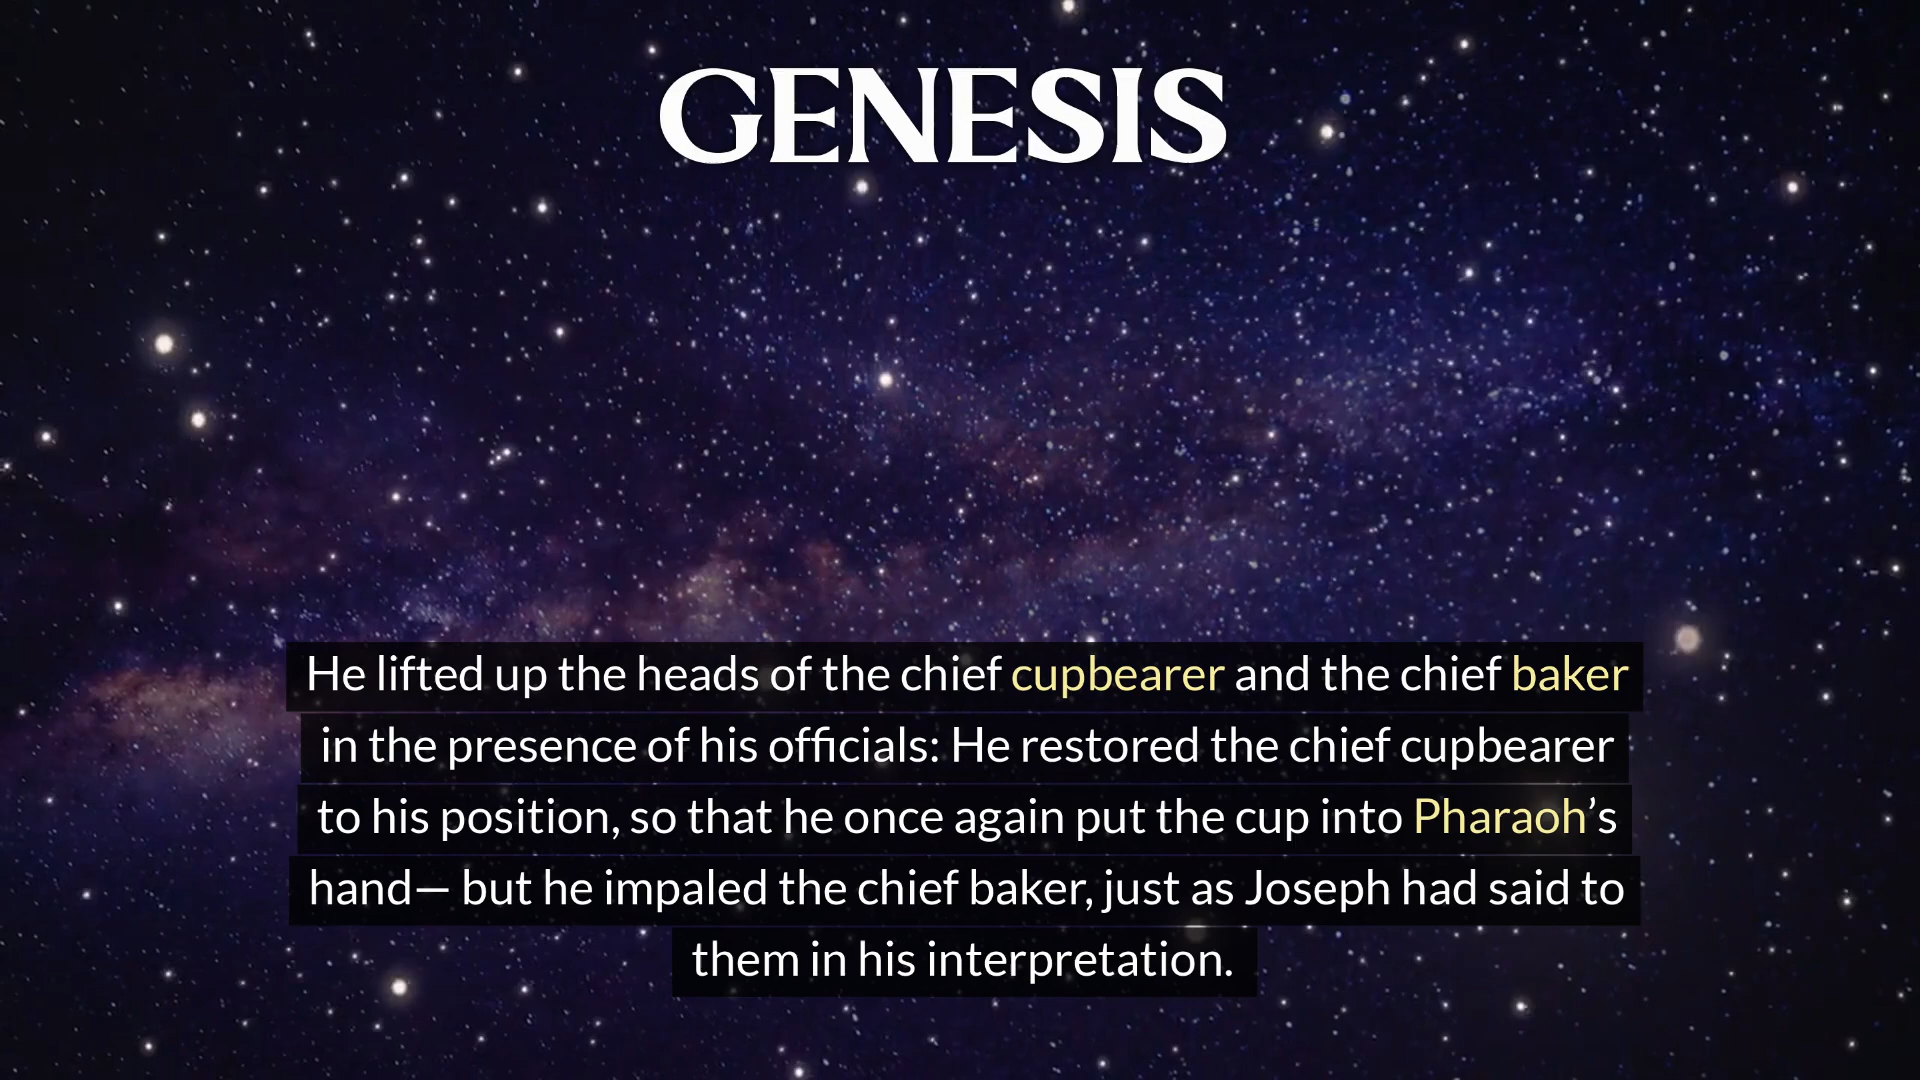 GENESIS
He lifted up the heads of the chief cupbearer and the chief baker
in the presence of his officials: He restored the chief cupbearer
to his position, so that he once again put the cup into Pharaoh’s
hand— but he impaled the chief baker, just as Joseph had said to
them in his interpretation.